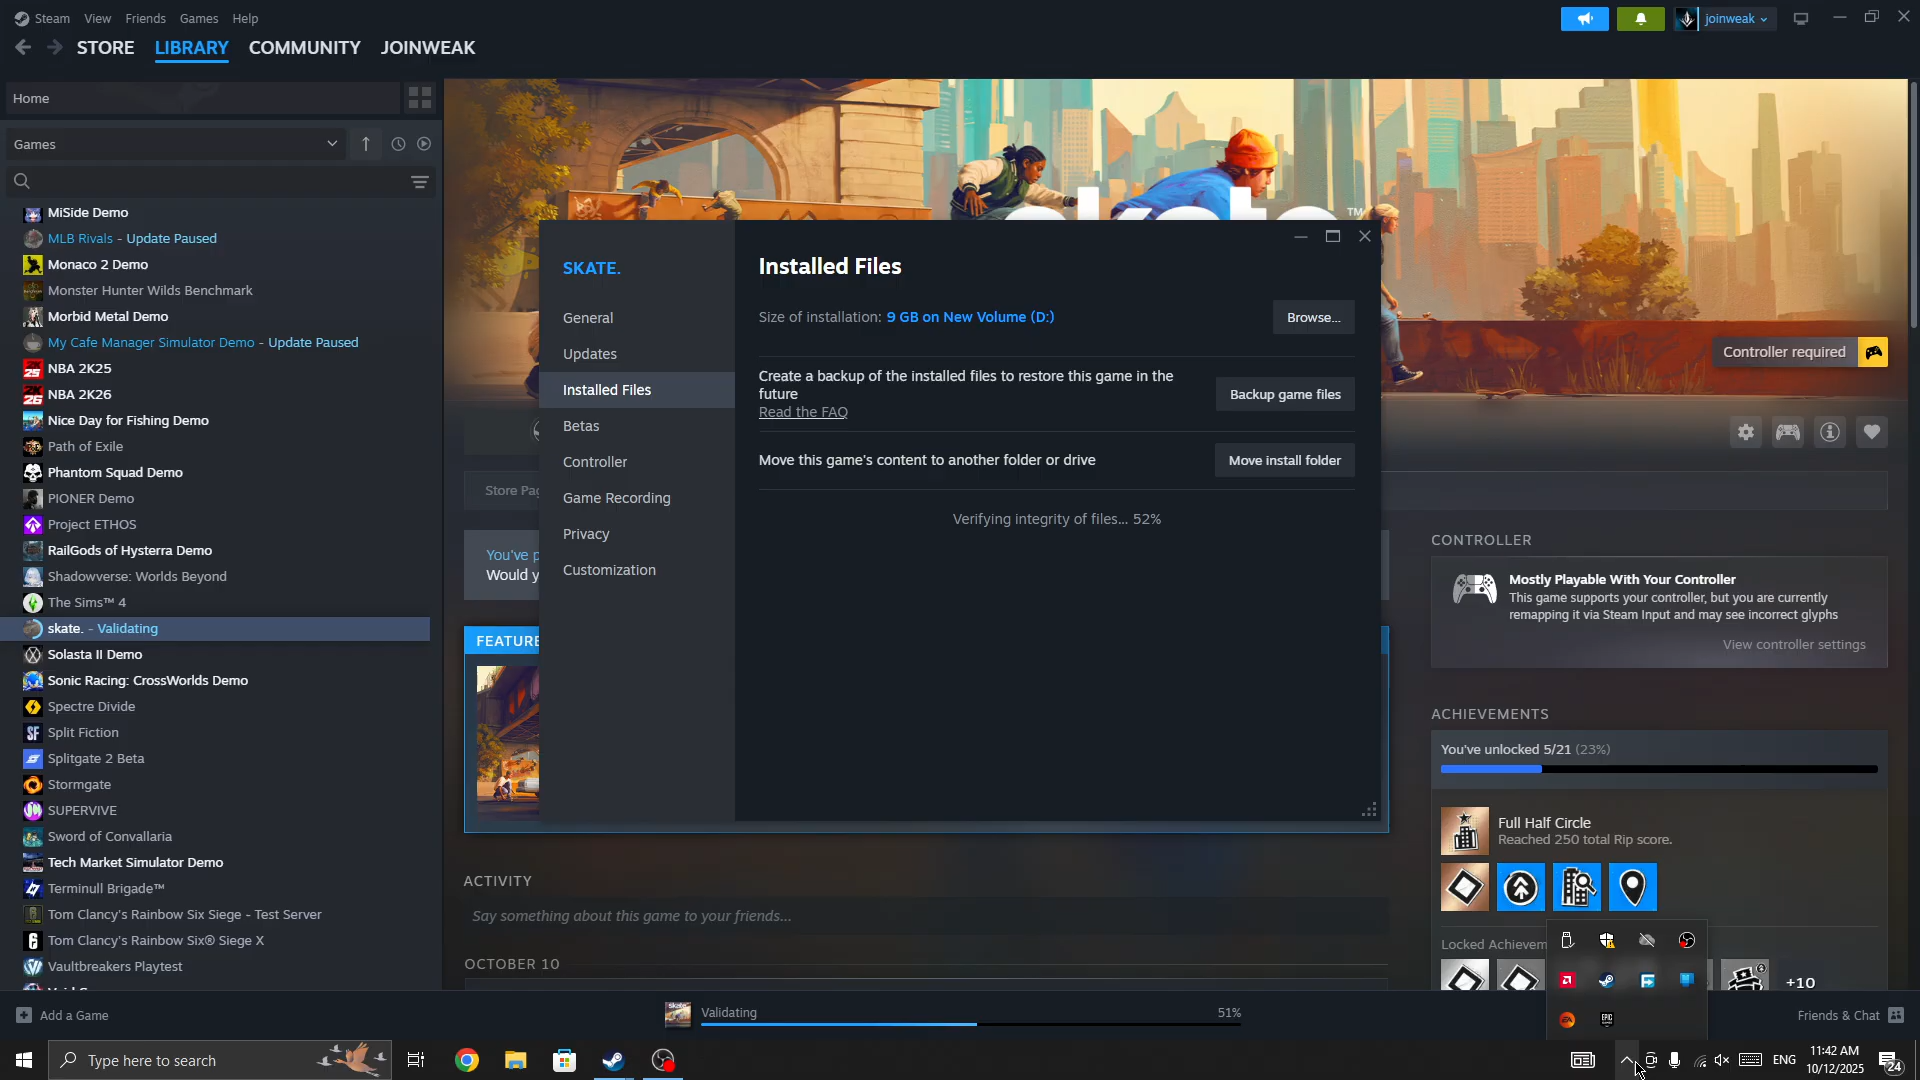 Steam View Friends Games Help
joinweak
STORE LIBRARY COMMUNITY JOINWEAK
Home
Games
MiSide Demo
MLB Rivals - Update Paused
Monaco 2 Demo
Monster Hunter Wilds Benchmark
Morbid Metal Demo
My Cafe Manager Simulator Demo - Update Paused
NBA 2K25
NBA 2K26
Nice Day for Fishing Demo
Path of Exile
Phantom Squad Demo
PIONER Demo
Project ETHOS
RailGods of Hysterra Demo
Shadowverse: Worlds Beyond
The Sims™ 4
skate. - Validating
Solasta II Demo
Sonic Racing: CrossWorlds Demo
Spectre Divide
Split Fiction
Splitgate 2 Beta
Stormgate
SUPERVIVE
Sword of Convallaria
Tech Market Simulator Demo
Terminull Brigade™
Tom Clancy's Rainbow Six Siege - Test Server
Tom Clancy's Rainbow Six® Siege X
Vaultbreakers Playtest
Add a Game
SKATE.
General
Updates
Installed Files
Betas
Controller
Game Recording
Privacy
Customization
Installed Files
Size of installation: 9 GB on New Volume (D:)
Browse...
Create a backup of the installed files to restore this game in the
future
Read the FAQ
Backup game files
Move this game's content to another folder or drive
Move install folder
Verifying integrity of files... 52%
Controller required
Store Pag
You've p
Would y
FEATURE
ACTIVITY
Say something about this game to your friends...
OCTOBER 10
CONTROLLER
Mostly Playable With Your Controller
This game supports your controller, but you are currently
remapping it via Steam Input and may see incorrect glyphs
View controller settings
ACHIEVEMENTS
You've unlocked 5/21 (23%)
Full Half Circle
Reached 250 total Rip score.
Locked Achievem
+10
Validating 51%
Friends & Chat
Type here to search
ENG
11:42 AM
10/12/2025
24